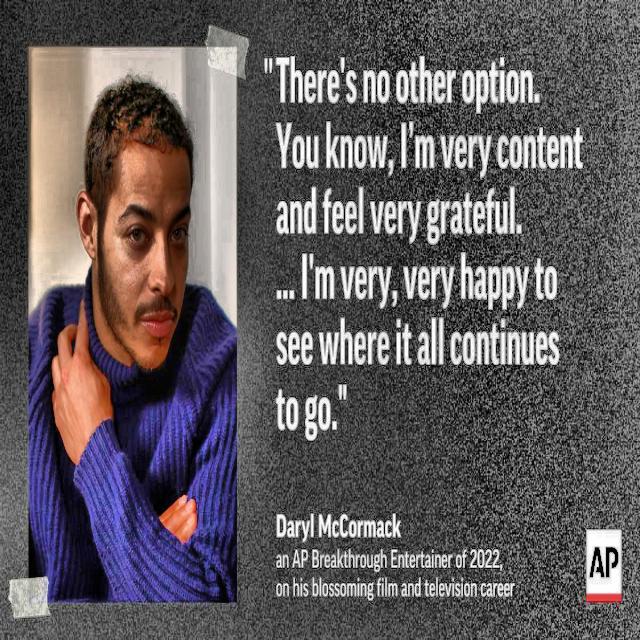 "There's no other option.
You know, I'm very content
and feel very grateful.
... I'm very, very happy to
see where it all continues
to go."
Daryl McCormack
an AP Breakthrough Entertainer of 2022,
on his blossoming film and television career
AP